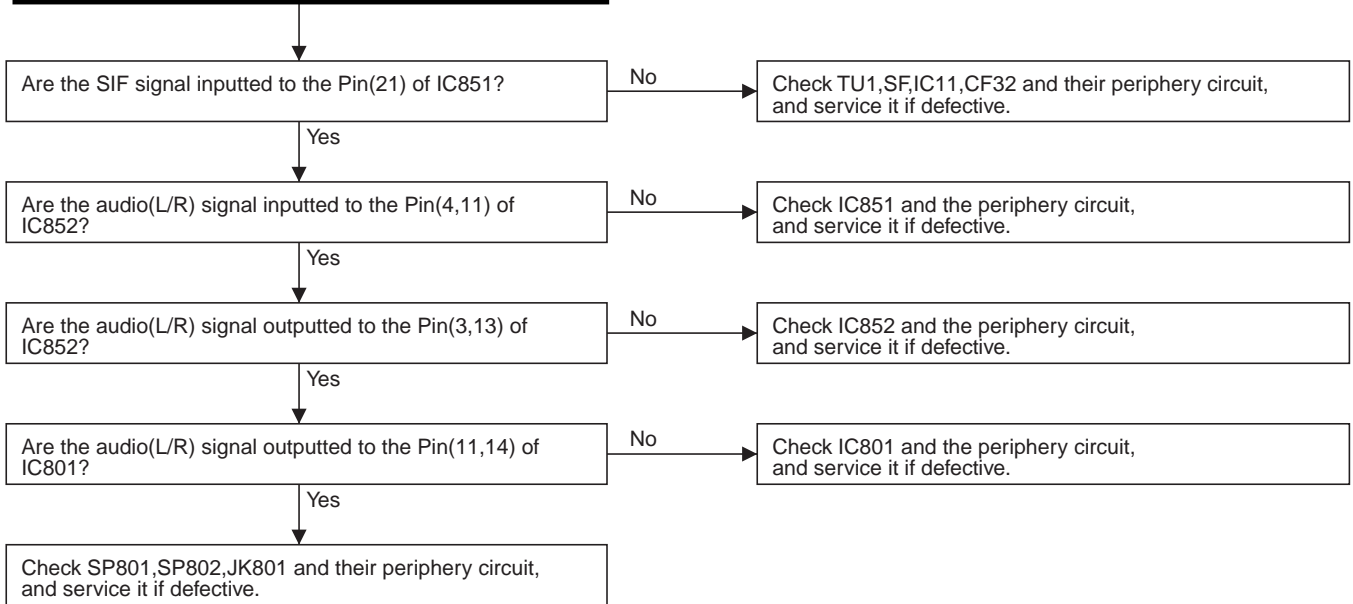 Are the SIF signal inputted to the Pin(21) of IC851?
No
Check TU1,SF,IC11,CF32 and their periphery circuit,
and service it if defective.
Yes
Are the audio(L/R) signal inputted to the Pin(4,11) of
IC852?
No
Check IC851 and the periphery circuit,
and service it if defective.
Yes
Are the audio(L/R) signal outputted to the Pin(3,13) of
IC852?
No
Check IC852 and the periphery circuit,
and service it if defective.
Yes
Are the audio(L/R) signal outputted to the Pin(11,14) of
IC801?
No
Check IC801 and the periphery circuit,
and service it if defective.
Yes
Check SP801,SP802,JK801 and their periphery circuit,
and service it if defective.